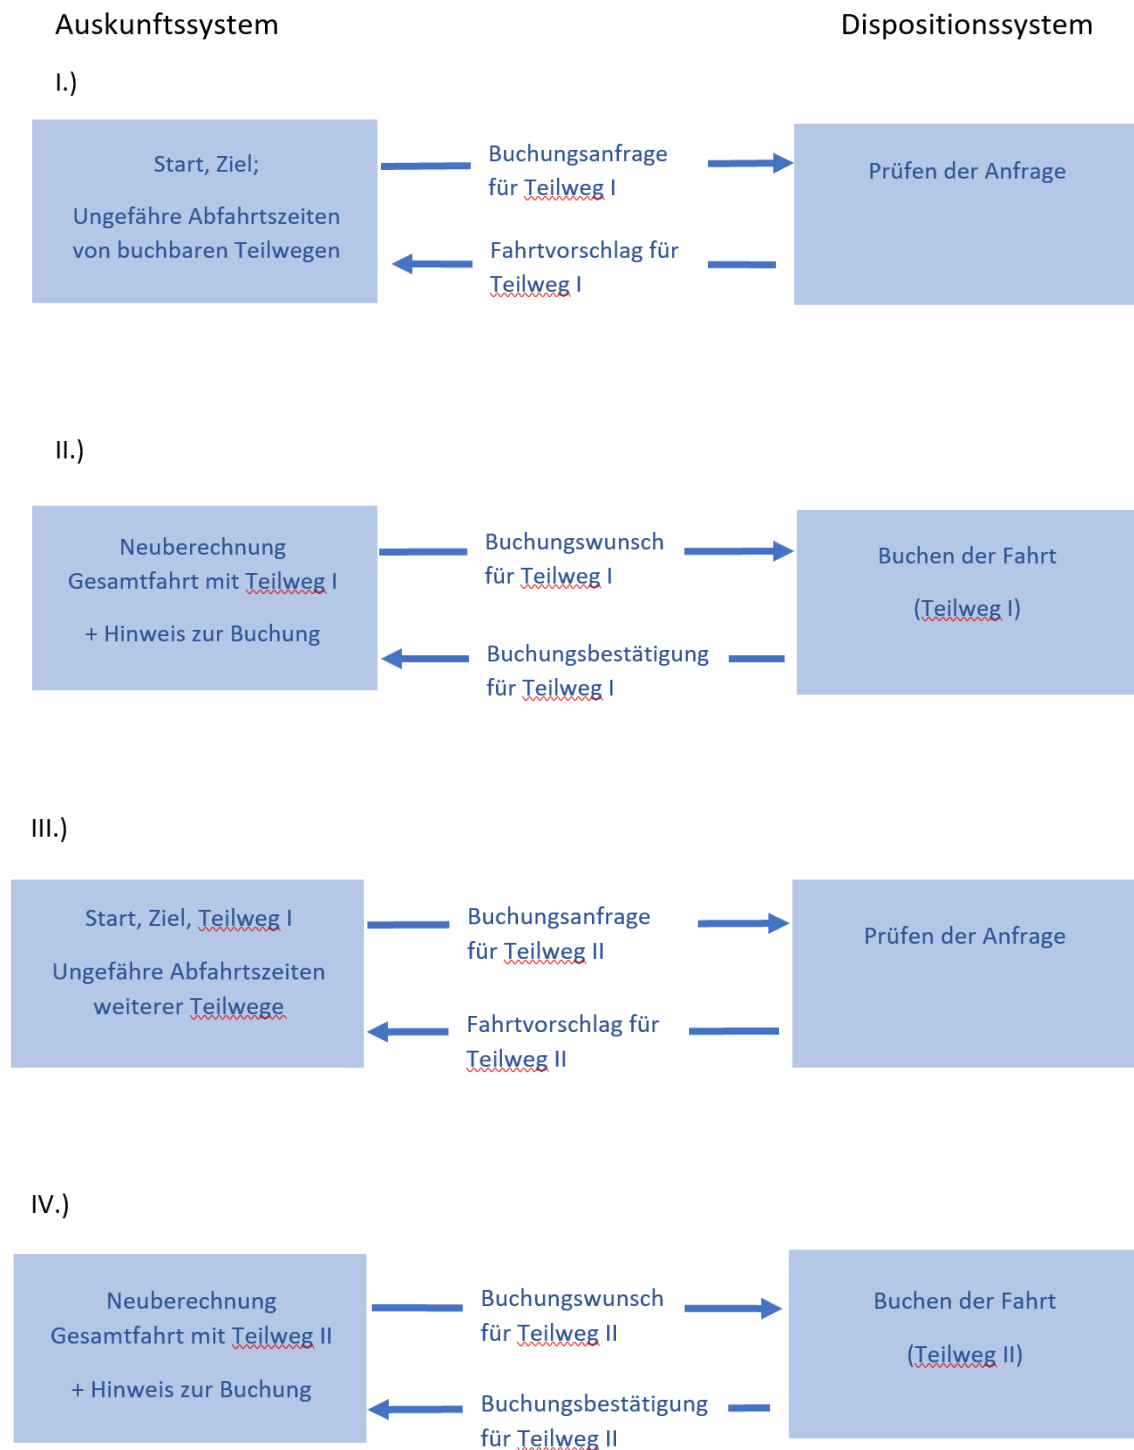 Auskunftssystem
Dispositionssystem
I.)
Start, Ziel;
Ungefähre Abfahrtszeiten
von buchbaren Teilwegen
Buchungsanfrage
für Teilweg I
Fahrtvorschlag für
Teilweg I
Prüfen der Anfrage
II.)
Neuberechnung
Gesamtfahrt mit Teilweg I
+ Hinweis zur Buchung
Buchungswunsch
für Teilweg I
Buchungsbestätigung
für Teilweg I
Buchen der Fahrt
(Teilweg I)
III.)
Start, Ziel, Teilweg I
Ungefähre Abfahrtszeiten
weiterer Teilwege
Buchungsanfrage
für Teilweg II
Fahrtvorschlag für
Teilweg II
Prüfen der Anfrage
IV.)
Neuberechnung
Gesamtfahrt mit Teilweg II
+ Hinweis zur Buchung
Buchungswunsch
für Teilweg II
Buchungsbestätigung
für Teilweg II
Buchen der Fahrt
(Teilweg II)